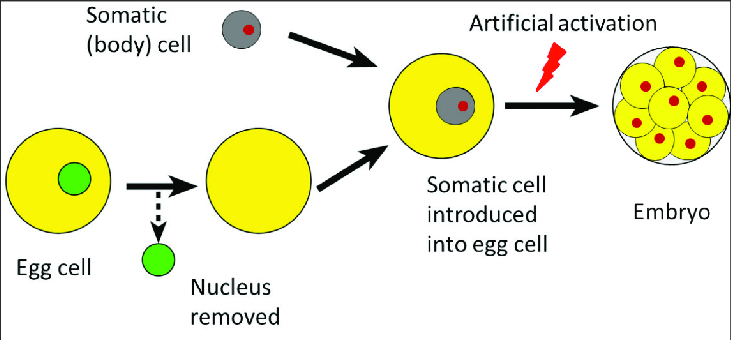 Somatic
(body) cell
Artificial activation
Egg cell
Nucleus
removed
Somatic cell
introduced
into egg cell
Embryo